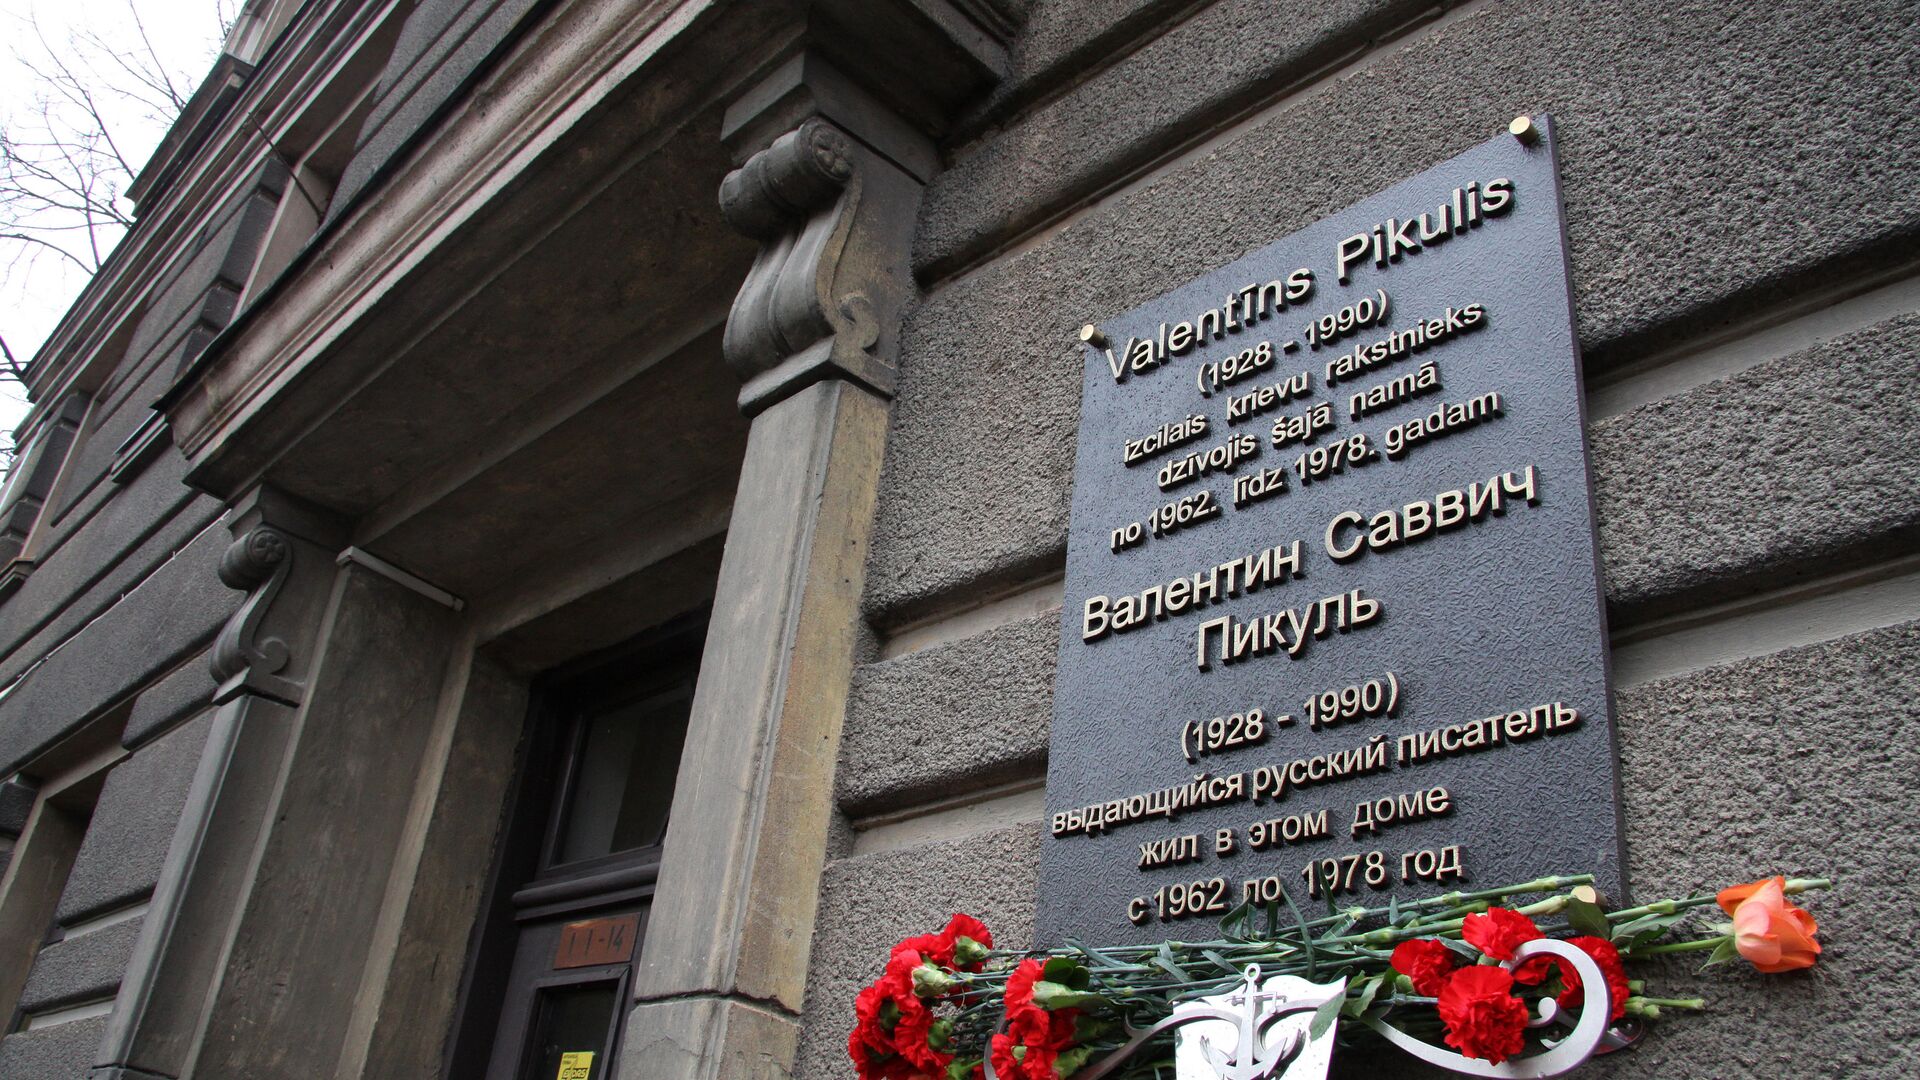 Valentīns Pikulis
(1928 - 1990)
izcilais krievu rakstnieks
dzīvojis šajā namā
no 1962. līdz 1978. gadam
Валентин Саввич
Пикуль
(1928 - 1990)
выдающийся русский писатель
жил в этом доме
с 1962 по 1978 год
11-14